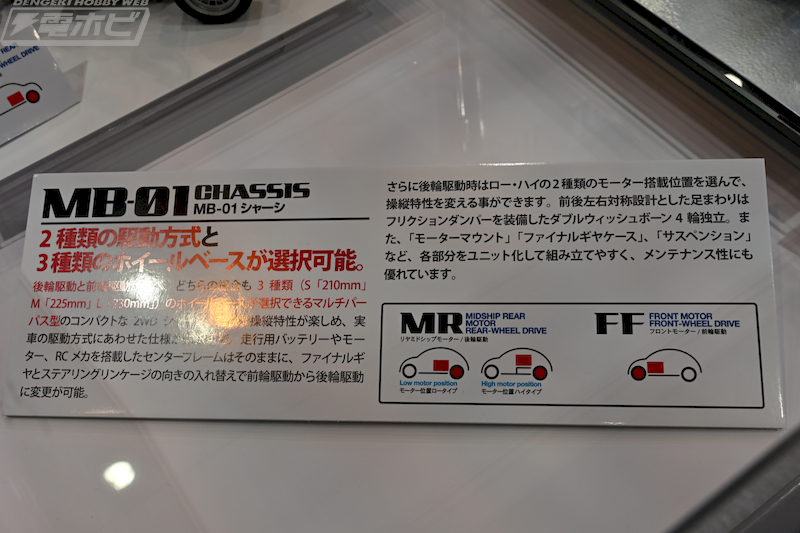 DENGEKI HOBBY WEB
電ホビ
MB-01 CHASSIS
MB-01 シャーシ
2種類の駆動方式と
3種類のホイールベースが選択可能。
後輪駆動と前輪駆動 どちらの も3種類（S「210mm」
M「225mm」L 「239mm」）のホイールベースが選択できるマルチパー
パス型のコンパクトな2WD 操縦特性が楽しめ、実
車の駆動方式にあわせた仕様が 走行用バッテリーやモー
ター、RCメカを搭載したセンターフレームはそのままに、ファイナルギ
ヤとステアリングリンケージの向きの入れ替えで前輪駆動から後輪駆動
に変更が可能。
さらに後輪駆動時はロー・ハイの2種類のモーター搭載位置を選んで、
操縦特性を変える事ができます。前後左右対称設計とした足まわりは
フリクションダンパーを装備したダブルウィッシュボーン4輪独立。ま
た、「モーターマウント」「ファイナルギヤケース」、「サスペンション」
など、各部分をユニット化して組み立てやすく、メンテナンス性にも
優れています。
MR MIDSHIP REAR
MOTOR
REAR-WHEEL DRIVE
リヤミドシップモーター/後輪駆動
Low motor position
モーター位置ロータイプ
High motor position
モーター位置ハイタイプ
FF FRONT MOTOR
FRONT-WHEEL DRIVE
フロントモーター/前輪駆動